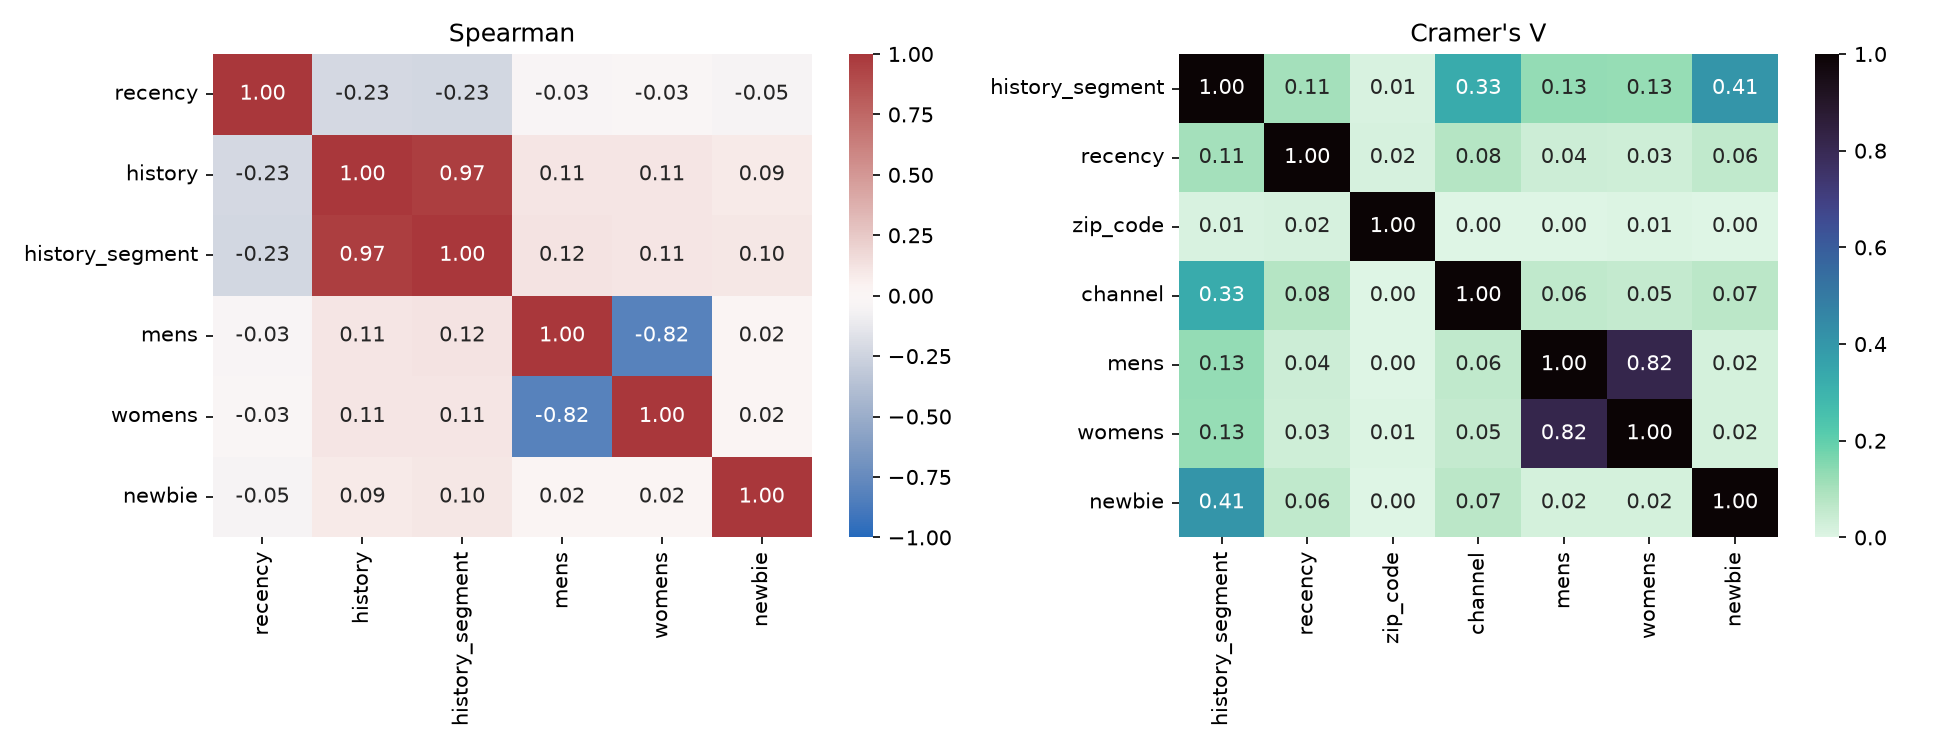 Spearman
recency 1.00 -0.23 -0.23 -0.03 -0.03 -0.05
history -0.23 1.00 0.97 0.11 0.11 0.09
history_segment -0.23 0.97 1.00 0.12 0.11 0.10
mens -0.03 0.11 0.12 1.00 -0.82 0.02
womens -0.03 0.11 0.11 -0.82 1.00 0.02
newbie -0.05 0.09 0.10 0.02 0.02 1.00
recency
history
history_segment
mens
womens
newbie
1.00
0.75
0.50
0.25
0.00
−0.25
−0.50
−0.75
−1.00
Cramer's V
history_segment 1.00 0.11 0.01 0.33 0.13 0.13 0.41
recency 0.11 1.00 0.02 0.08 0.04 0.03 0.06
zip_code 0.01 0.02 1.00 0.00 0.00 0.01 0.00
channel 0.33 0.08 0.00 1.00 0.06 0.05 0.07
mens 0.13 0.04 0.00 0.06 1.00 0.82 0.02
womens 0.13 0.03 0.01 0.05 0.82 1.00 0.02
newbie 0.41 0.06 0.00 0.07 0.02 0.02 1.00
history_segment
recency
zip_code
channel
mens
womens
newbie
1.0
0.8
0.6
0.4
0.2
0.0